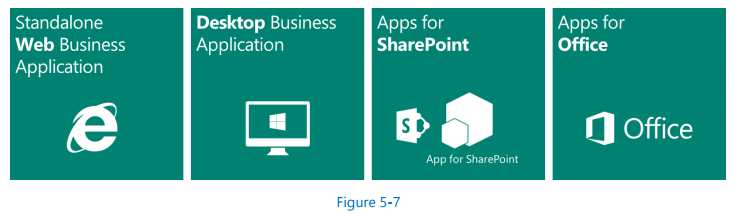 Standalone
Web Business
Application
Desktop Business
Application
Apps for
SharePoint
S
App for SharePoint
Apps for
Office
Office
Figure 5-7